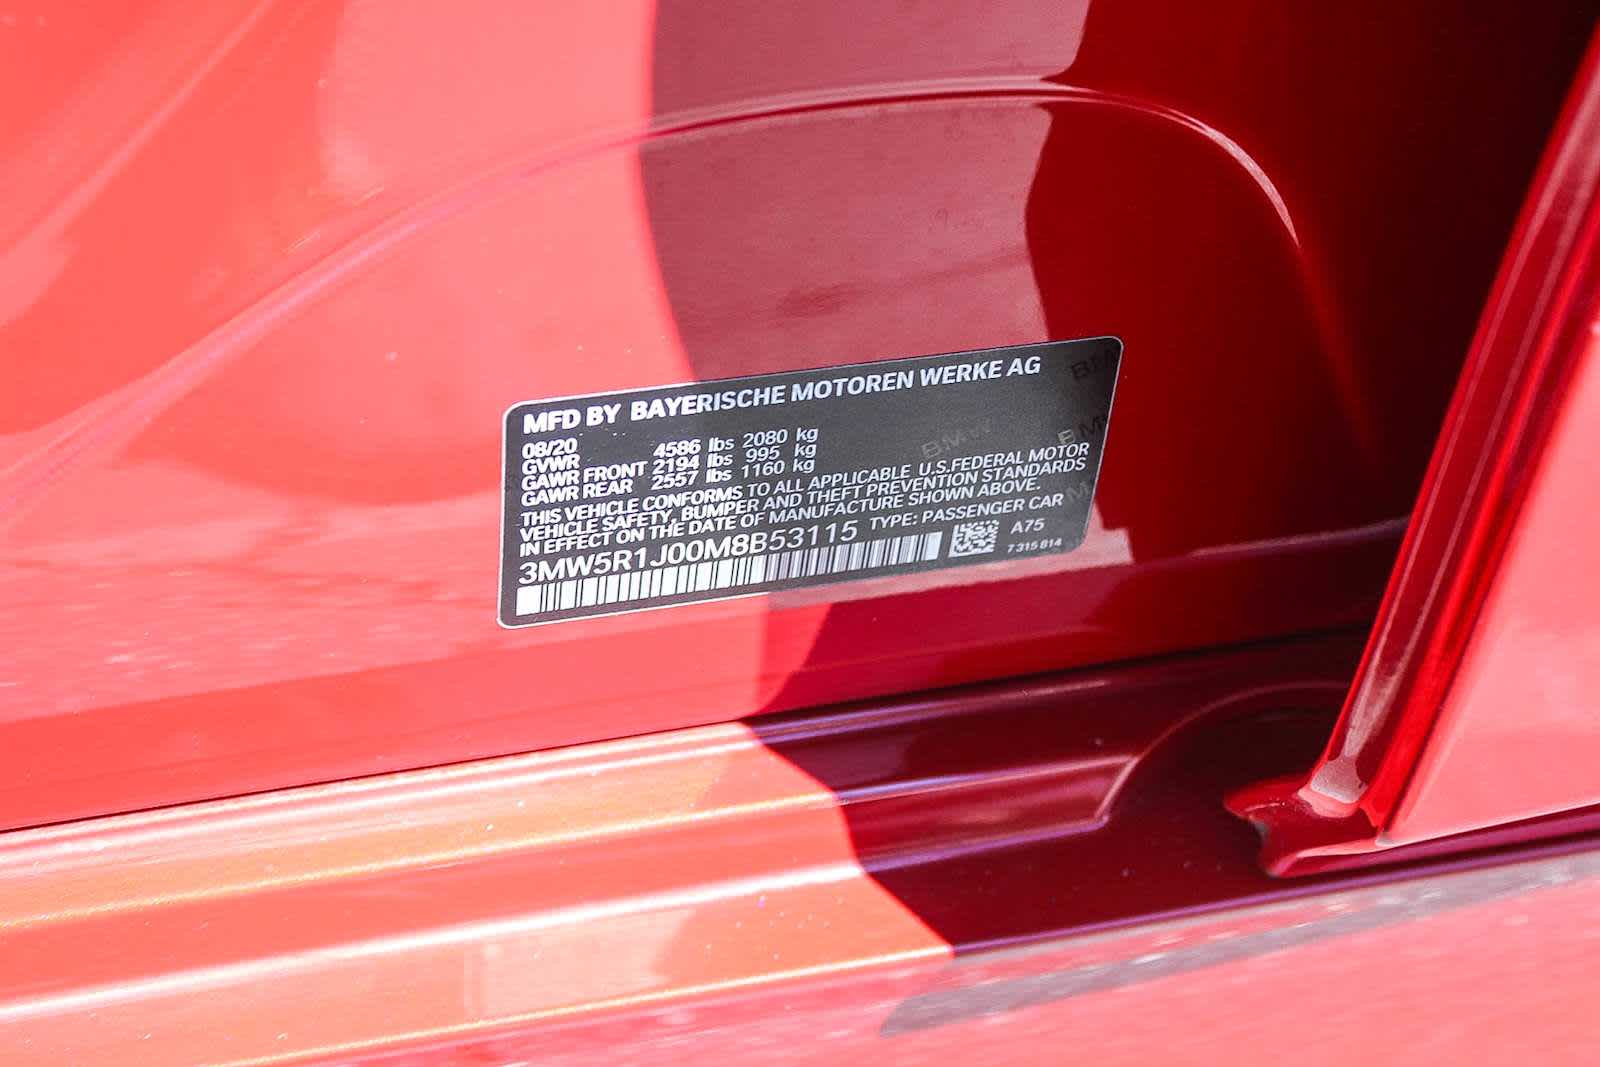 MFD BY BAYERISCHE MOTOREN WERKE AG
08/20
GVWR 4586 lbs 2080 kg
GAWR FRONT 2194 lbs 995 kg
GAWR REAR 2557 lbs 1160 kg
THIS VEHICLE CONFORMS TO ALL APPLICABLE U.S.FEDERAL MOTOR
VEHICLE SAFETY, BUMPER AND THEFT PREVENTION STANDARDS
IN EFFECT ON THE DATE OF MANUFACTURE SHOWN ABOVE.
3MW5R1J00M8B53115 TYPE: PASSENGER CAR
A75
7 315 814
BMW
BMW